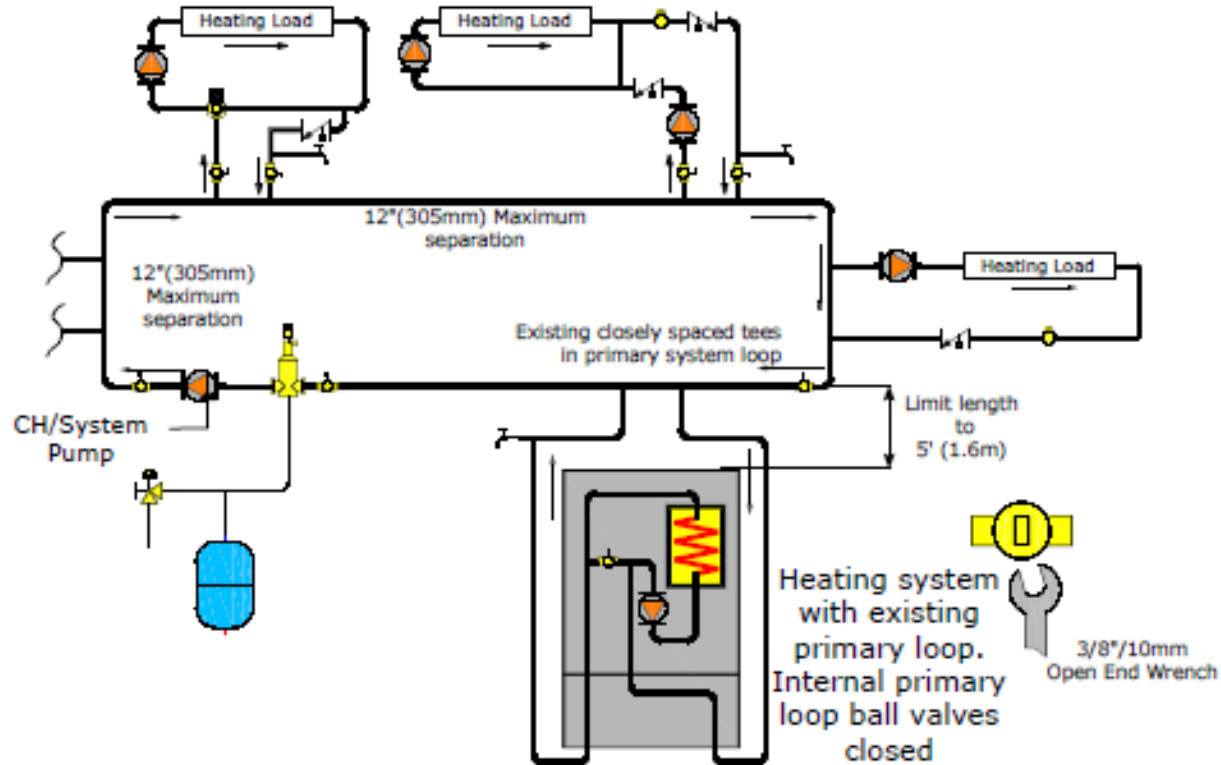 Heating Load
Heating Load
12"(305mm) Maximum
separation
12"(305mm)
Maximum
separation
Heating Load
Existing closely spaced tees
in primary system loop
CH/System
Pump
Limit length
to
5' (1.6m)
Heating system
with existing
primary loop.
Internal primary
loop ball valves
closed
3/8"/10mm
Open End Wrench